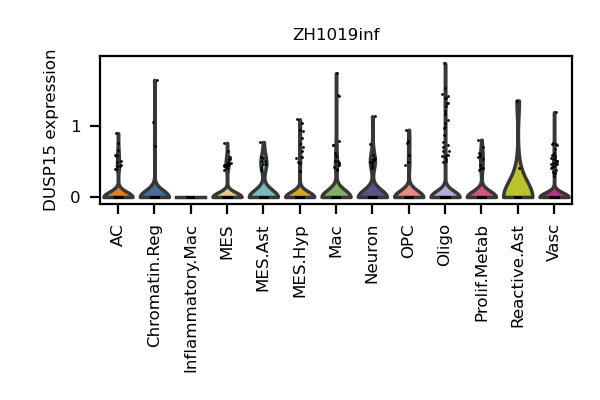 ZH1019inf
DUSP15 expression
1
0
AC
Chromatin.Reg
Inflammatory.Mac
MES
MES.Ast
MES.Hyp
Mac
Neuron
OPC
Oligo
Prolif.Metab
Reactive.Ast
Vasc